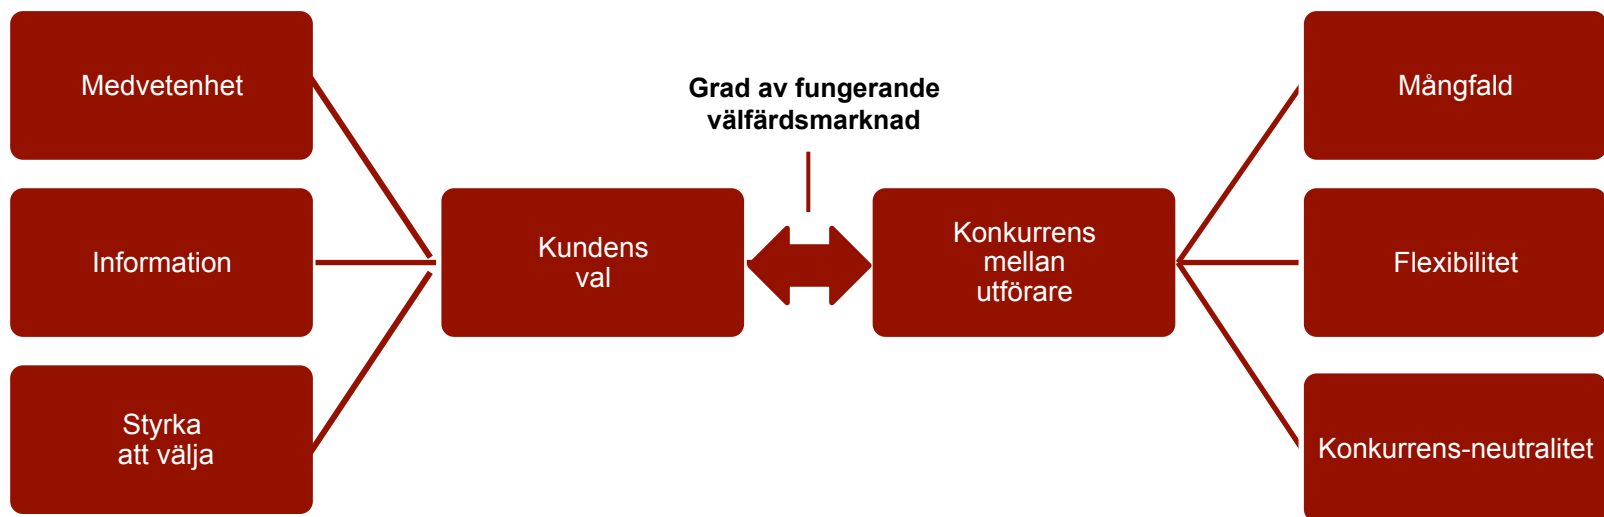 Medvetenhet
Information
Styrka
att välja
Kundens
val
Grad av fungerande
välfärdsmarknad
Konkurrens
mellan
utförare
Mångfald
Flexibilitet
Konkurrens-neutralitet